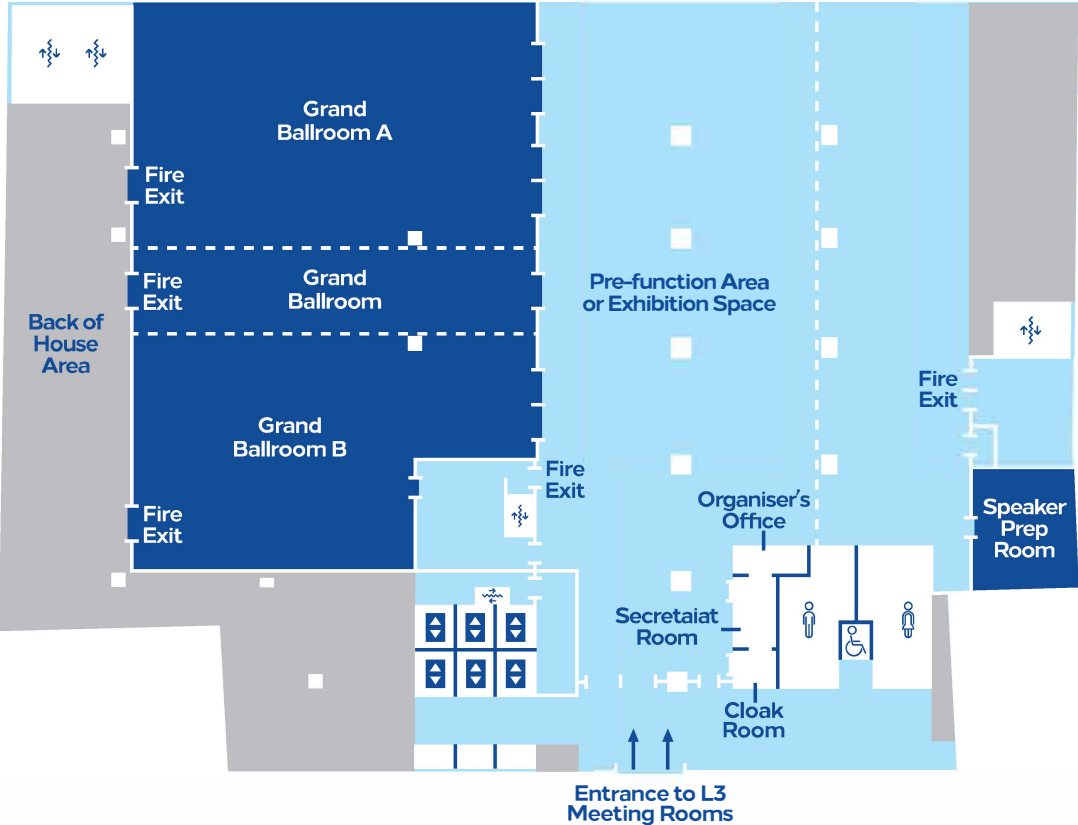 Grand
Ballroom A
Fire
Exit
Fire
Exit
Grand
Ballroom
Pre-function Area
or Exhibition Space
Back of
House
Area
Fire
Exit
Grand
Ballroom B
Fire
Exit
Fire
Exit
Organiser's
Office
Speaker
Prep
Room
Secretaiat
Room
Cloak
Room
Entrance to L3
Meeting Rooms